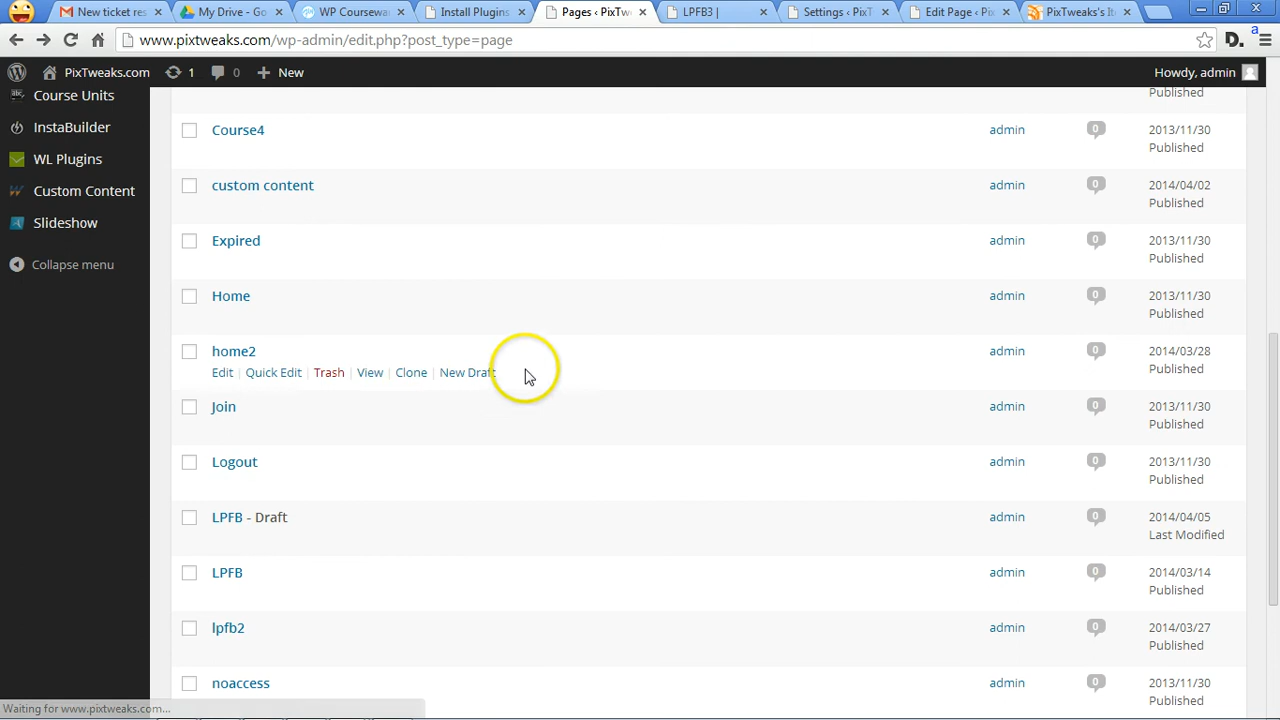 New ticket res
My Drive - Go
WP Coursewa
Install Plugins
Pages ‹ PixTw
LPFB3 |
Settings ‹ PixT
Edit Page ‹ Pix
PixTweaks's It
www.pixtweaks.com/wp-admin/edit.php?post_type=page
D.
a
PixTweaks.com
1
0
New
Howdy, admin
Course Units
InstaBuilder
WL Plugins
Custom Content
Slideshow
Collapse menu
Published
Course4
admin
0
2013/11/30
Published
custom content
admin
0
2014/04/02
Published
Expired
admin
0
2013/11/30
Published
Home
admin
0
2013/11/30
Published
home2
admin
0
2014/03/28
Published
Edit | Quick Edit | Trash | View | Clone | New Draft
Join
admin
0
2013/11/30
Published
Logout
admin
0
2013/11/30
Published
LPFB - Draft
admin
0
2014/04/05
Last Modified
LPFB
admin
0
2014/03/14
Published
lpfb2
admin
0
2014/03/27
Published
noaccess
admin
0
2013/11/30
Published
Waiting for www.pixtweaks.com...